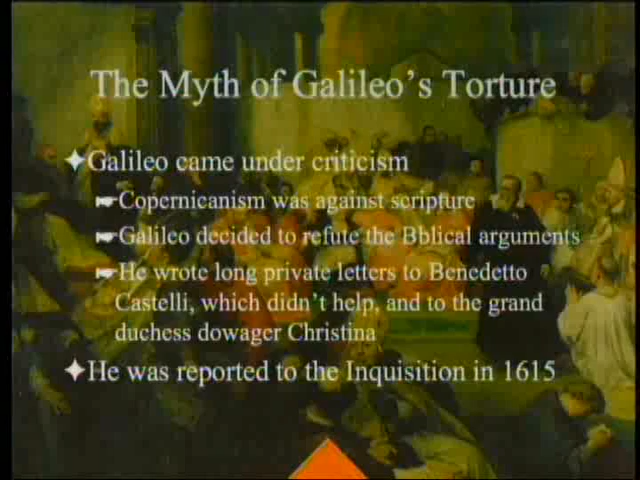 The Myth of Galileo's Torture
Galileo came under criticism
Copernicanism was against scripture
Galileo decided to refute the Bblical arguments
He wrote long private letters to Benedetto
Castelli, which didn't help, and to the grand
duchess dowager Christina
He was reported to the Inquisition in 1615